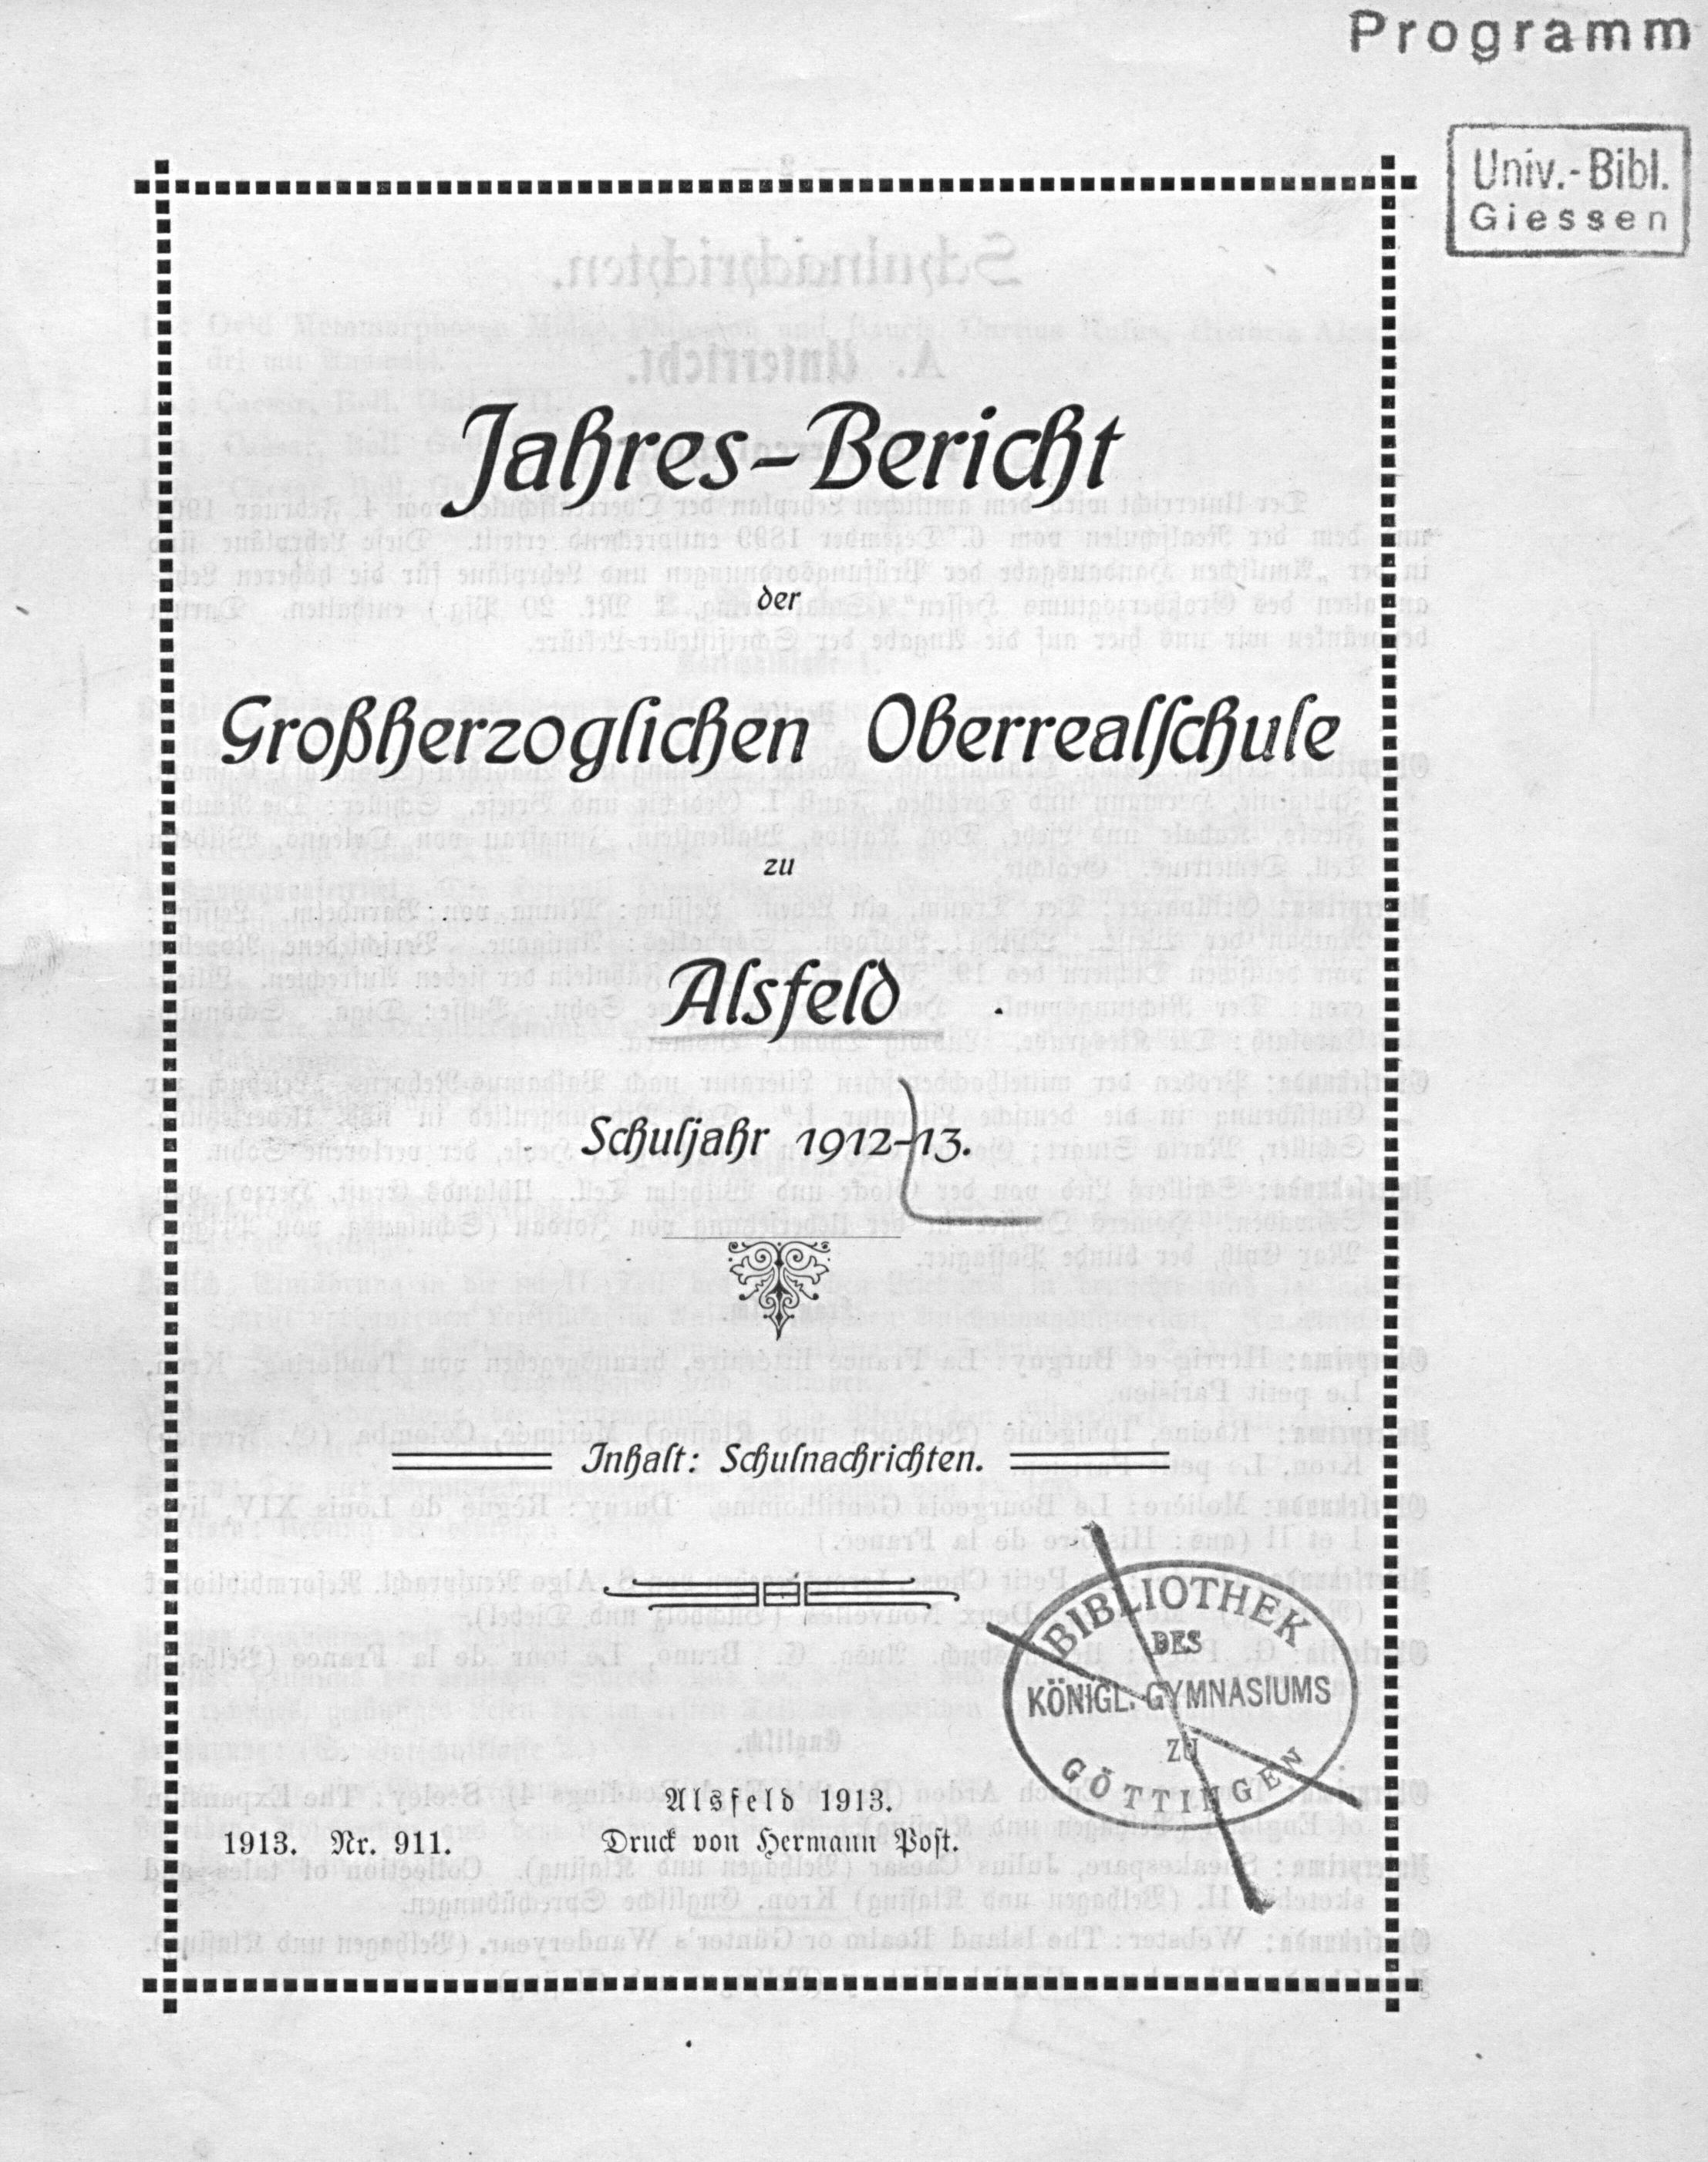 Programm
Univ.-Bibl.
Giessen
Jahres-Bericht
der
Großherzoglichen Oberrealschule
zu
Alsfeld
Schuljahr 1912-13.
Inhalt: Schulnachrichten.
BIBLIOTHEK
DES
KÖNIGL. GYMNASIUMS
ZU
GÖTTINGEN
Alsfeld 1913.
1913. Nr. 911.
Druck von Hermann Post.